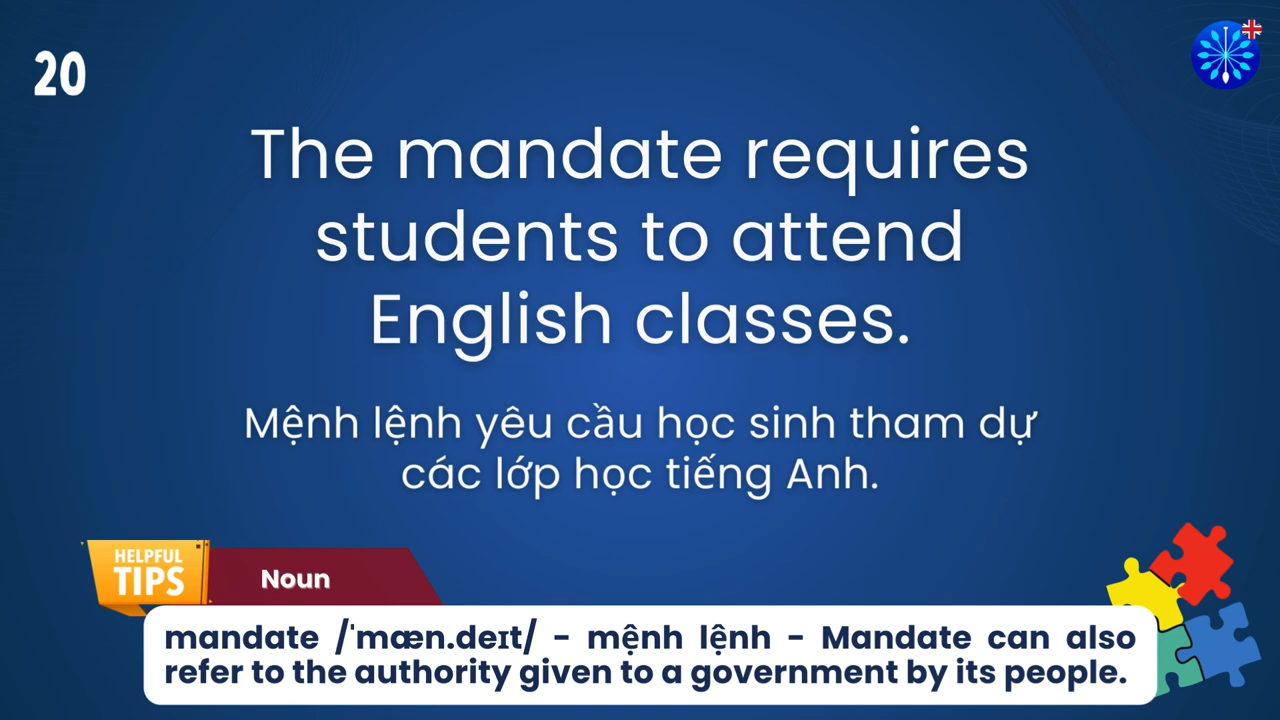 20
The mandate requires
students to attend
English classes.
Mệnh lệnh yêu cầu học sinh tham dự
các lớp học tiếng Anh.
HELPFUL
TIPS
Noun
mandate /ˈmæn.deɪt/ - mệnh lệnh - Mandate can also
refer to the authority given to a government by its people.